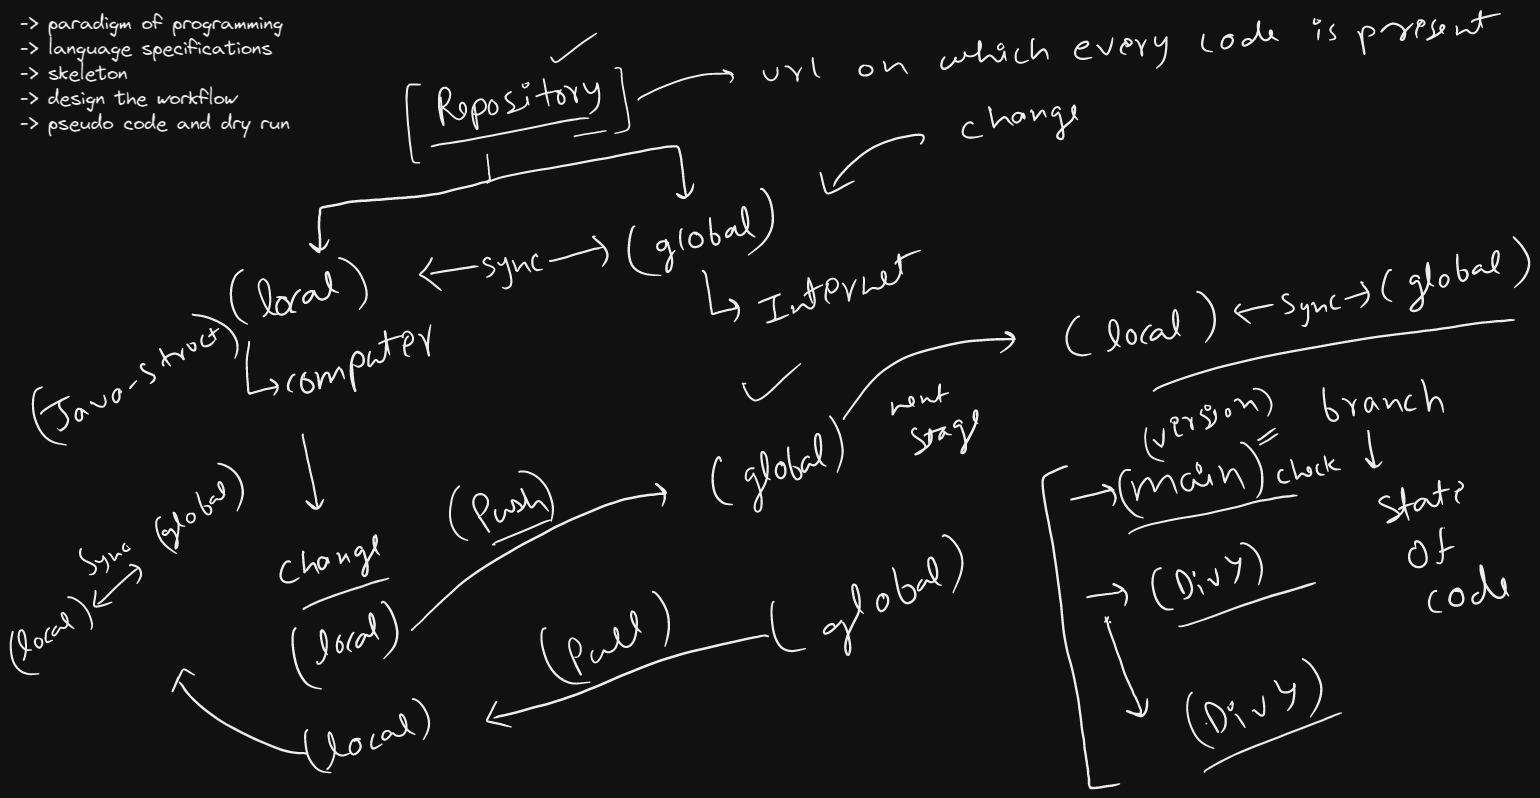 -> paradigm of programming
-> language specifications
-> skeleton
-> design the workflow
-> pseudo code and dry run
[Repository]
url on which every code is present
change
(local)
<- sync ->
(global)
Internet
computer
(Java-struct)
(local) <- sync -> (global)
next
stage
(global)
(Push)
change
(local)
(global)
sync
(local)
(Pull)
(global)
(local)
(version)
branch
(main) check
state
of
code
(Divy)
(Divy)